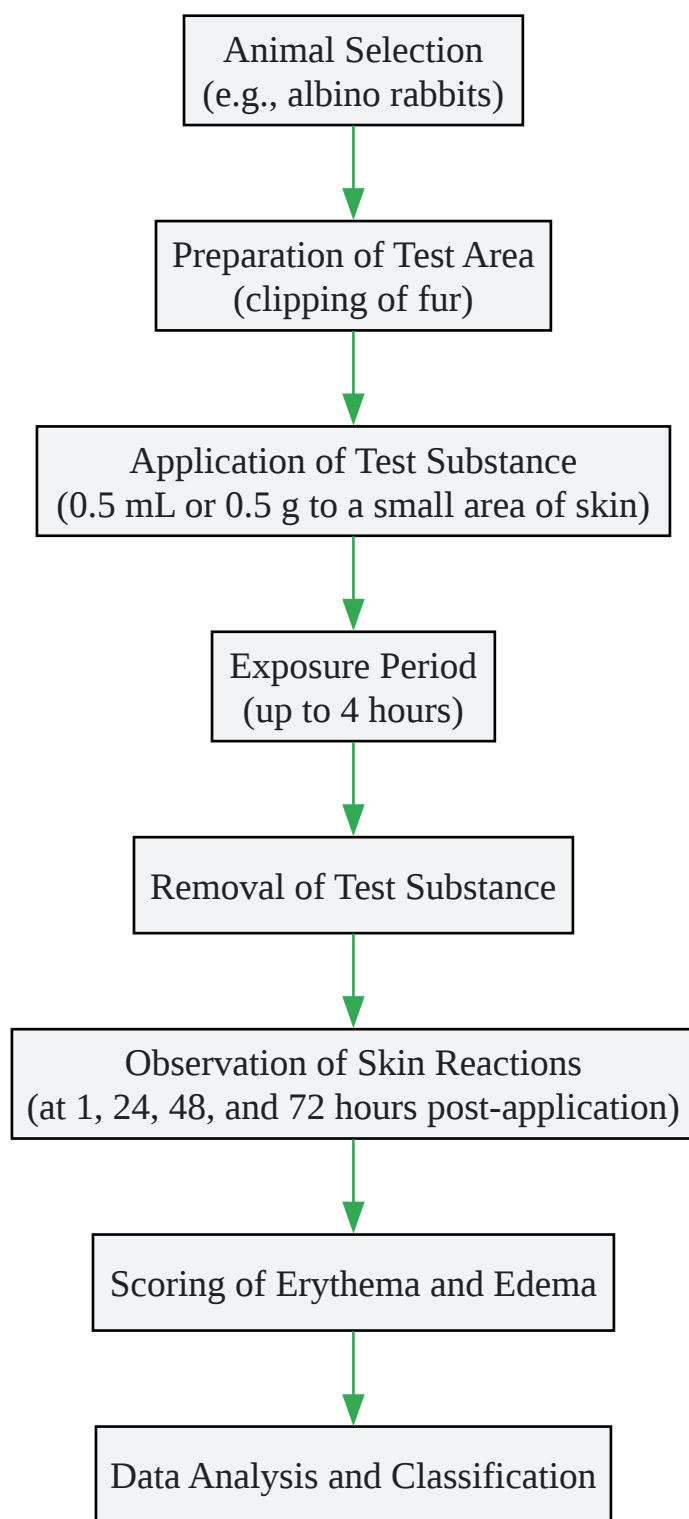 Animal Selection
(e.g., albino rabbits)
Preparation of Test Area
(clipping of fur)
Application of Test Substance
(0.5 mL or 0.5 g to a small area of skin)
Exposure Period
(up to 4 hours)
Removal of Test Substance
Observation of Skin Reactions
(at 1, 24, 48, and 72 hours post-application)
Scoring of Erythema and Edema
Data Analysis and Classification